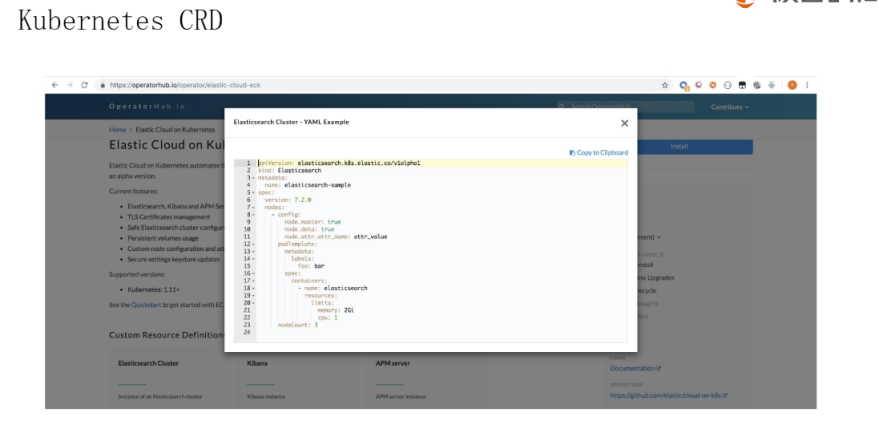 Kubernetes CRD
https://operatorhub.io/operator/elastic-cloud-eck
OperatorHub.io
Contribute
Home
Elastic Cloud on Kubernetes
Elastic Cloud on Ku
Install
Elastic Cloud on Kubernetes automates t
an alpha version.
Current features:
Elasticsearch, Kibana and APM Ser
TLS Certificates management
Safe Elasticsearch cluster configur
Persistent volumes usage
Custom node configuration and att
Secure settings keystore updates
Supported versions:
Kubernetes: 1.11+
See the Quickstart to get started with EC
Custom Resource Definition
Elasticsearch Cluster - YAML Example
Copy to Clipboard
1 apiVersion: elasticsearch.k8s.elastic.co/v1alpha1
2 kind: Elasticsearch
3 metadata:
4 name: elasticsearch-sample
5 spec:
6 version: 7.2.0
7 nodes:
8 - config:
9 node.master: true
10 node.data: true
11 node.attr.attr_name: attr_value
12 podTemplate:
13 metadata:
14 labels:
15 foo: bar
16 spec:
17 containers:
18 - name: elasticsearch
19 resources:
20 limits:
21 memory: 2Gi
22 cpu: 1
23 nodeCount: 3
24
Elasticsearch Cluster
Kibana
APM server
Instance of an Elasticsearch cluster
Kibana instance
APM server instance
Documentation
https://github.com/elastic/cloud-on-k8s